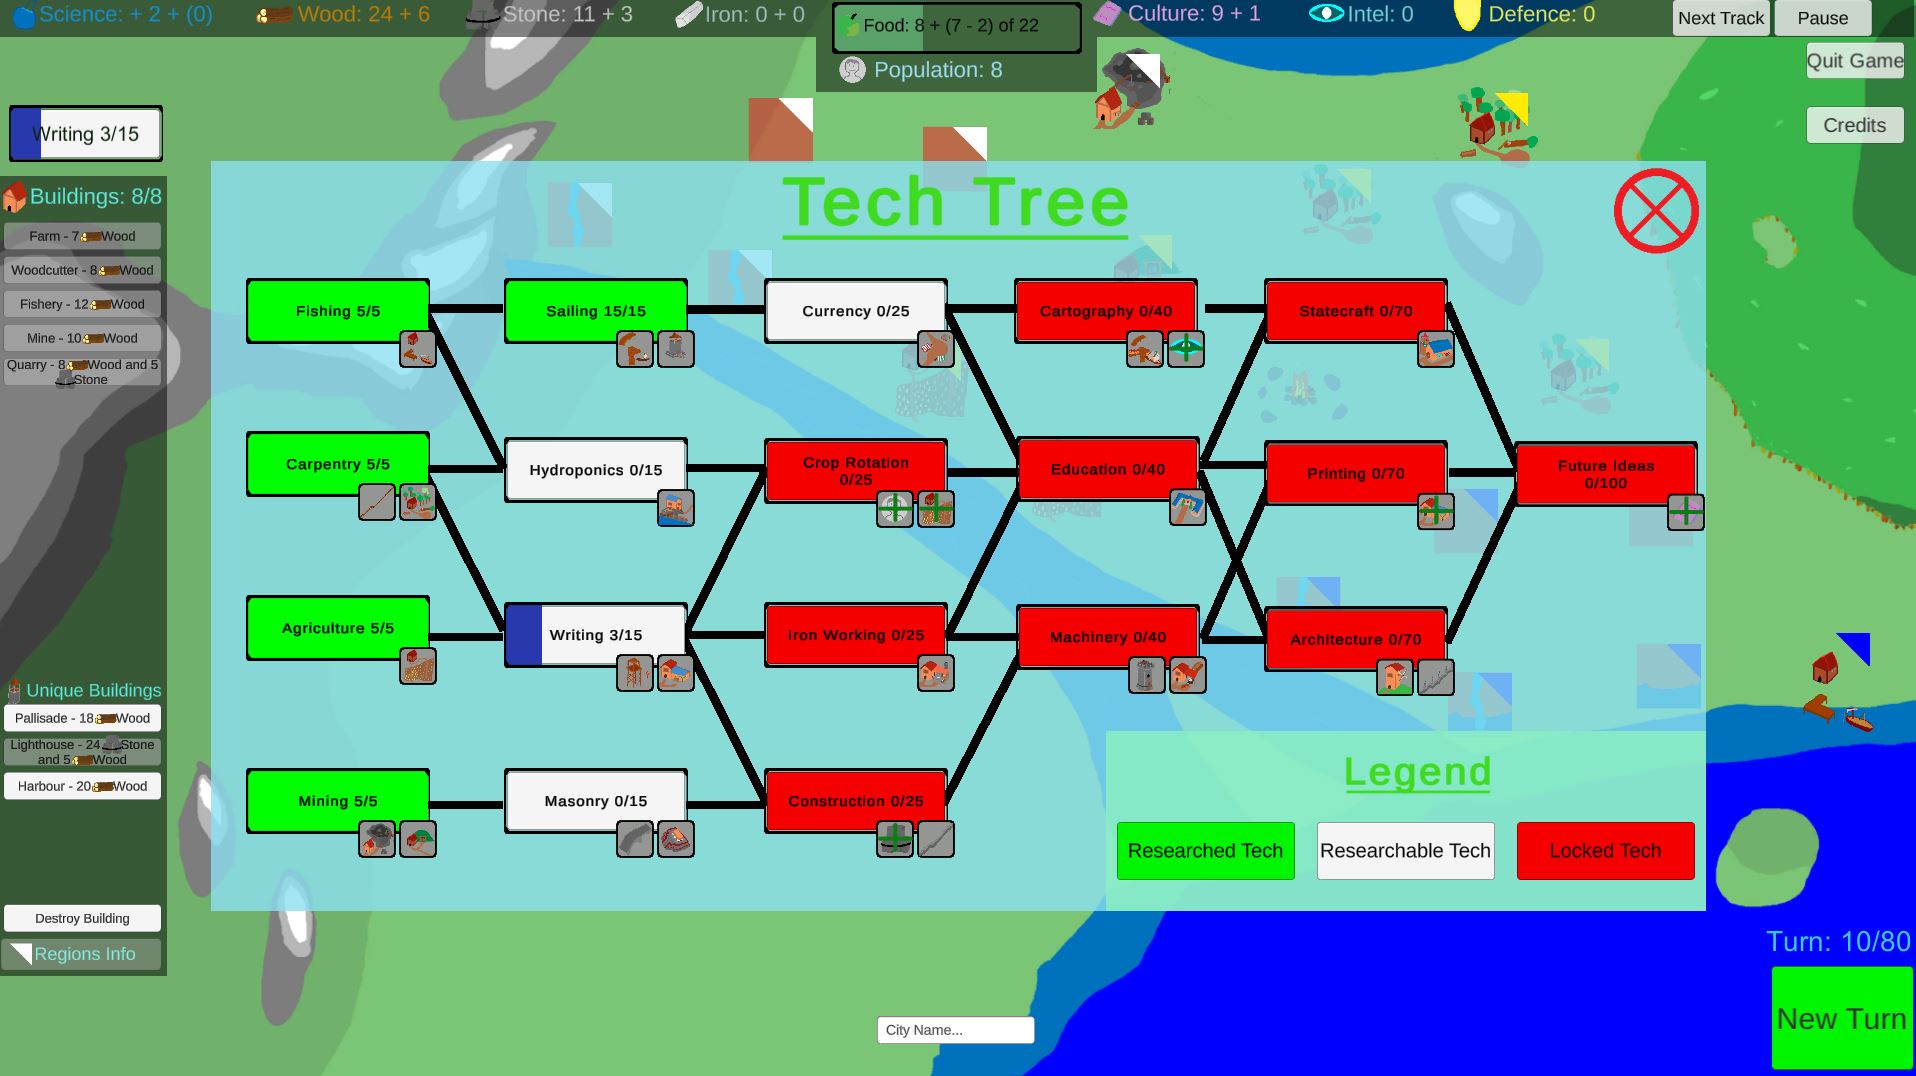 Science: + 2 + (0)
Wood: 24 + 6
Stone: 11 + 3
Iron: 0 + 0
Food: 8 + (7 - 2) of 22
Culture: 9 + 1
Intel: 0
Defence: 0
Next Track
Pause
Population: 8
Quit Game
Credits
Writing 3/15
Buildings: 8/8
Farm - 7 Wood
Woodcutter - 8 Wood
Fishery - 12 Wood
Mine - 10 Wood
Quarry - 8 Wood and 5
Stone
Unique Buildings
Pallisade - 18 Wood
Lighthouse - 24 Stone
and 5 Wood
Harbour - 20 Wood
Destroy Building
Regions Info
Tech Tree
Fishing 5/5
Sailing 15/15
Currency 0/25
Cartography 0/40
Statecraft 0/70
Carpentry 5/5
Hydroponics 0/15
Crop Rotation
0/25
Education 0/40
Printing 0/70
Future Ideas
0/100
Agriculture 5/5
Writing 3/15
Iron Working 0/25
Machinery 0/40
Architecture 0/70
Mining 5/5
Masonry 0/15
Construction 0/25
Legend
Researched Tech
Researchable Tech
Locked Tech
Turn: 10/80
New Turn
City Name...